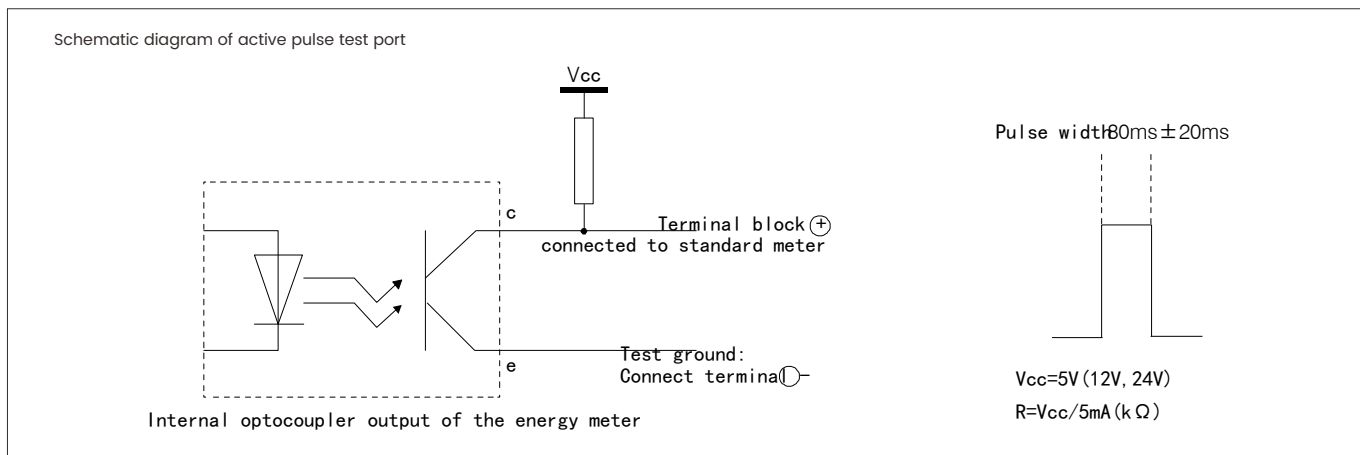 Schematic diagram of active pulse test port
Vcc
Pulse width80ms±20ms
c
Terminal block ⊕
connected to standard meter
e
Test ground:
Connect terminal ⊖
Vcc=5V(12V, 24V)
R=Vcc/5mA(kΩ)
Internal optocoupler output of the energy meter